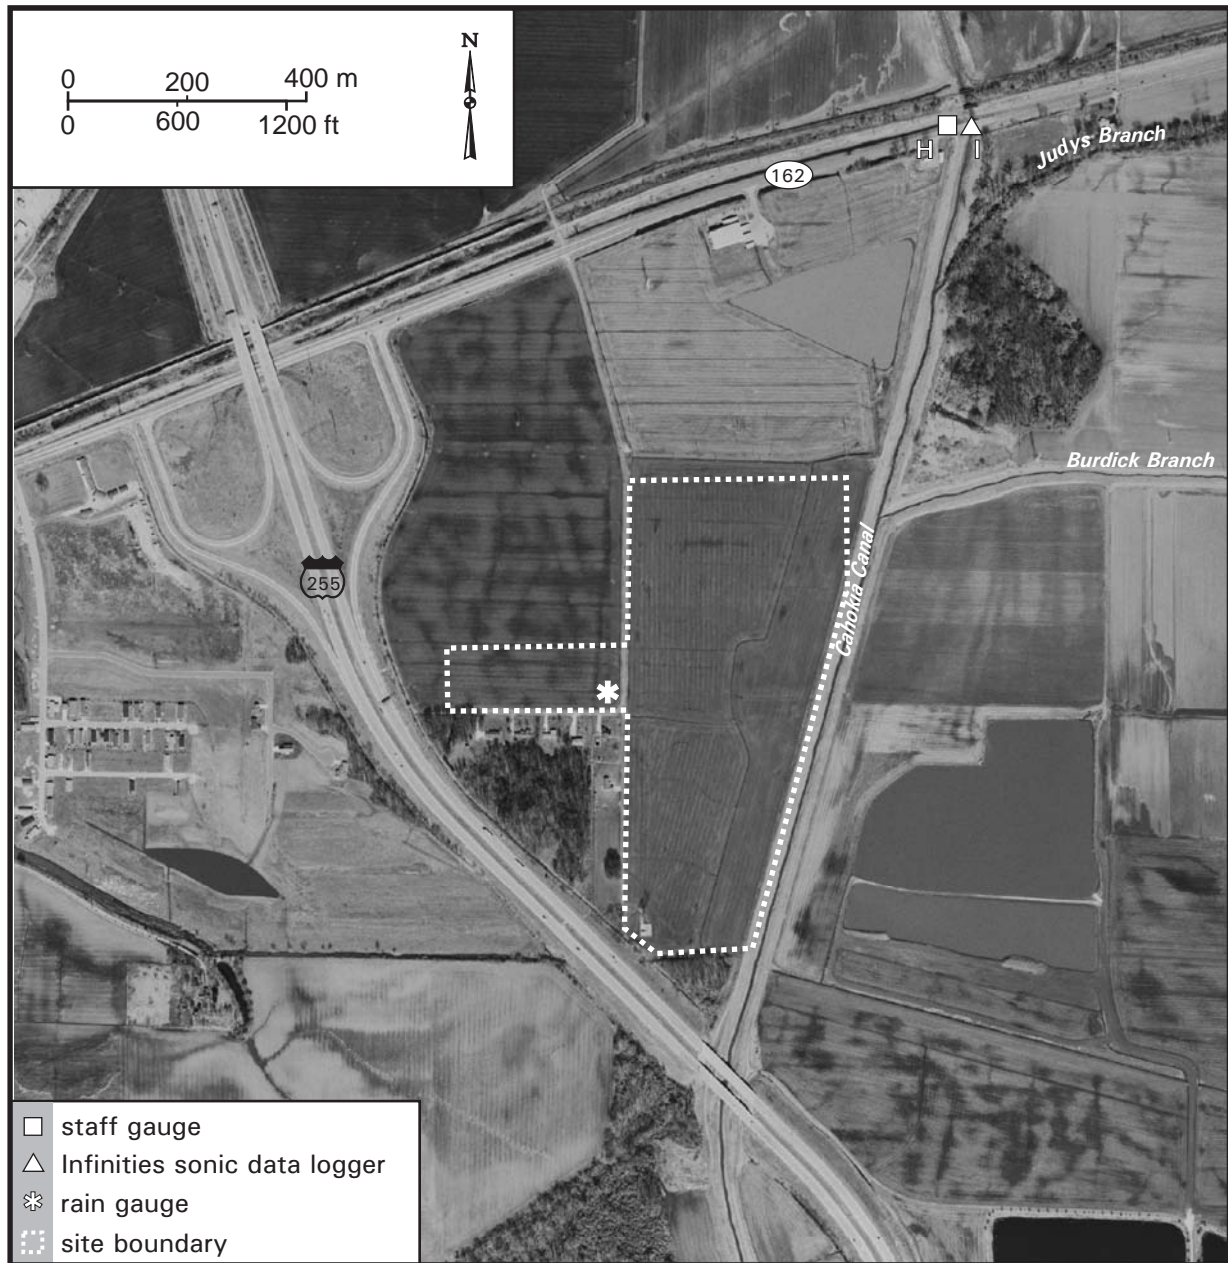 N
0 200 400 m
0 600 1200 ft
H I
Judys Branch
162
Burdick Branch
Cahokia Canal
255
staff gauge
Infinities sonic data logger
rain gauge
site boundary